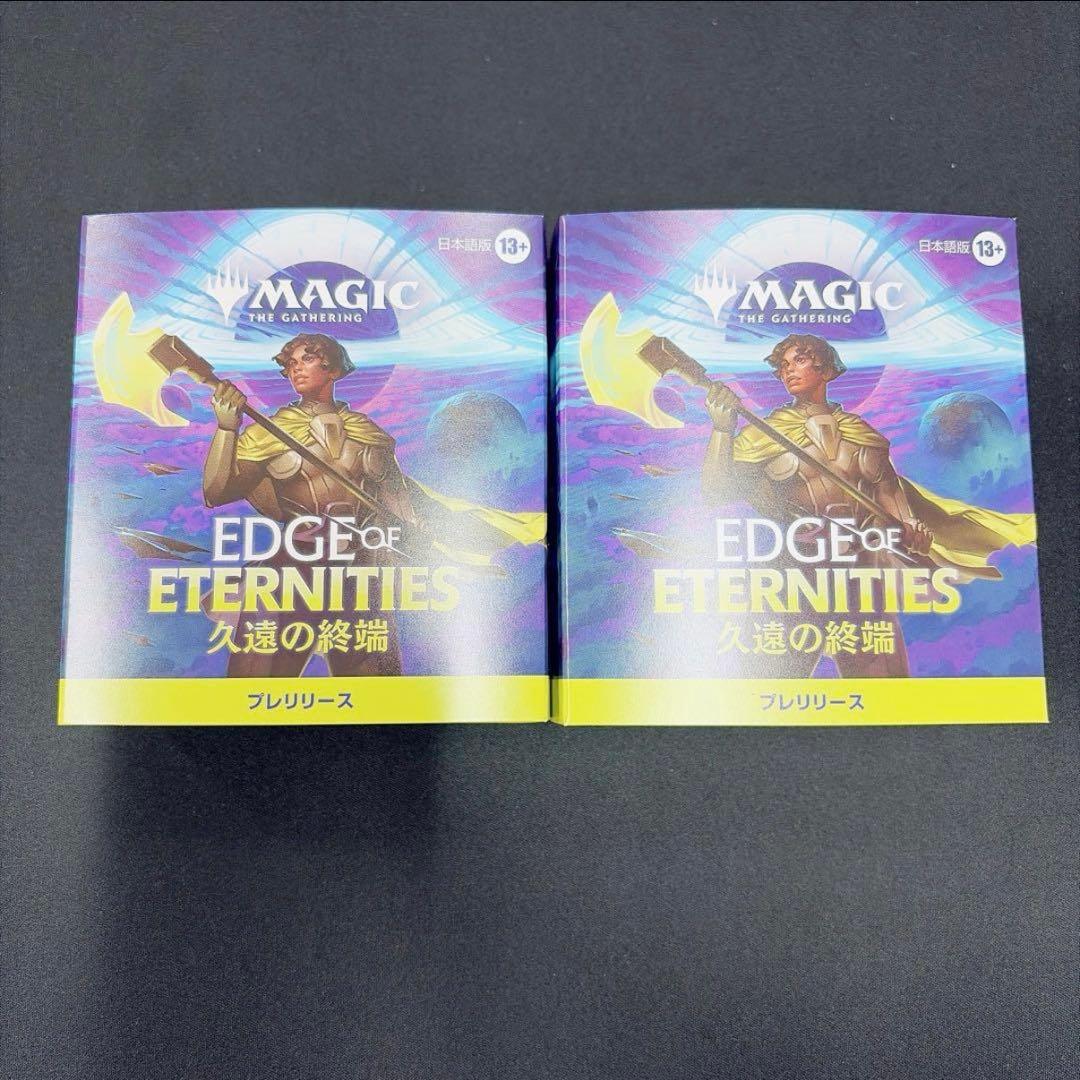 日本語版 13+
MAGIC
THE GATHERING
EDGE OF
ETERNITIES
久遠の終端
プレリリース
日本語版 13+
MAGIC
THE GATHERING
EDGE OF
ETERNITIES
久遠の終端
プレリリース